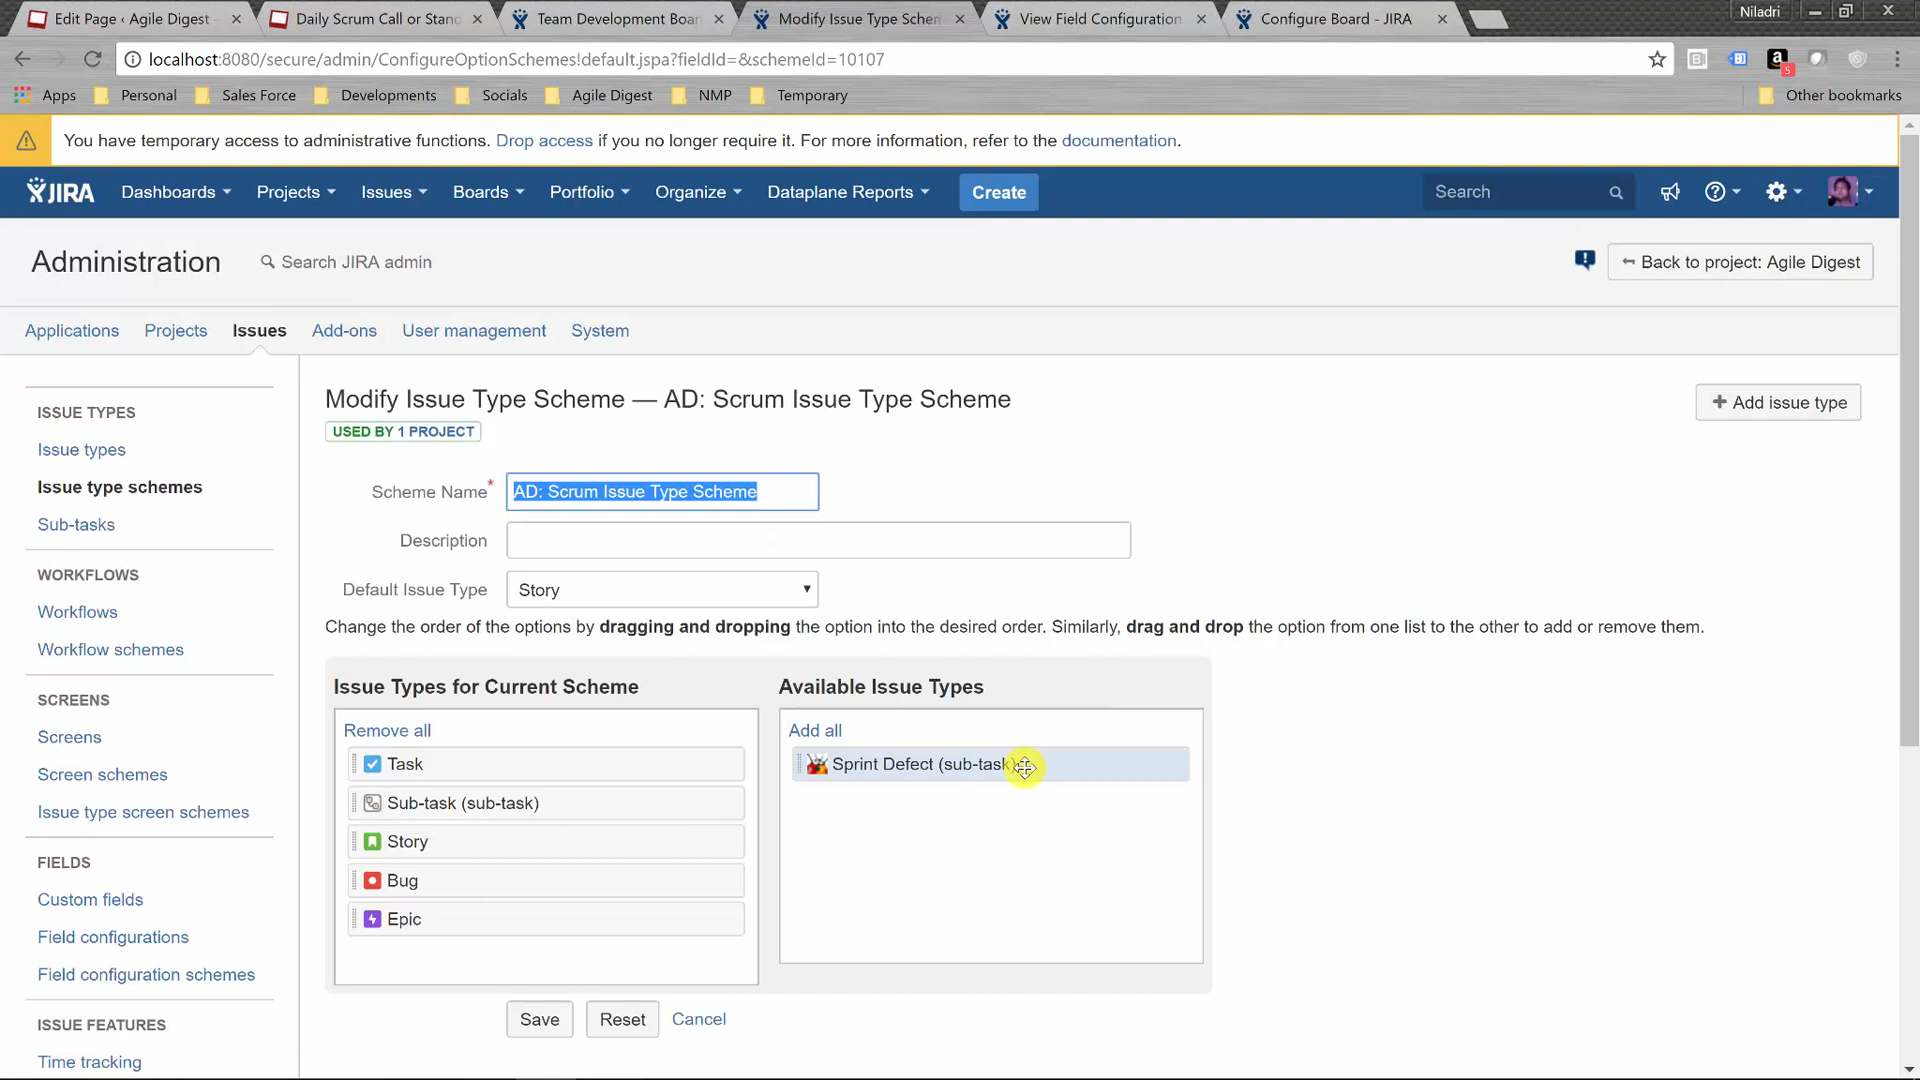 Edit Page ‹ Agile Digest
Daily Scrum Call or Stand
Team Development Boar
Modify Issue Type Schem
View Field Configuration
Configure Board - JIRA
Niladri
localhost:8080/secure/admin/ConfigureOptionSchemes!default.jspa?fieldId=&schemeId=10107
5
Apps Personal Sales Force Developments Socials Agile Digest NMP Temporary Other bookmarks
You have temporary access to administrative functions. Drop access if you no longer require it. For more information, refer to the documentation.
JIRA Dashboards Projects Issues Boards Portfolio Organize Dataplane Reports Create Search
Administration
Search JIRA admin
Back to project: Agile Digest
Applications Projects Issues Add-ons User management System
ISSUE TYPES
Issue types
Issue type schemes
Sub-tasks
WORKFLOWS
Workflows
Workflow schemes
SCREENS
Screens
Screen schemes
Issue type screen schemes
FIELDS
Custom fields
Field configurations
Field configuration schemes
ISSUE FEATURES
Time tracking
Modify Issue Type Scheme — AD: Scrum Issue Type Scheme
USED BY 1 PROJECT
+ Add issue type
Scheme Name* AD: Scrum Issue Type Scheme
Description
Default Issue Type Story
Change the order of the options by dragging and dropping the option into the desired order. Similarly, drag and drop the option from one list to the other to add or remove them.
Issue Types for Current Scheme
Remove all
Task
Sub-task (sub-task)
Story
Bug
Epic
Available Issue Types
Add all
Sprint Defect (sub-task)
Save Reset Cancel